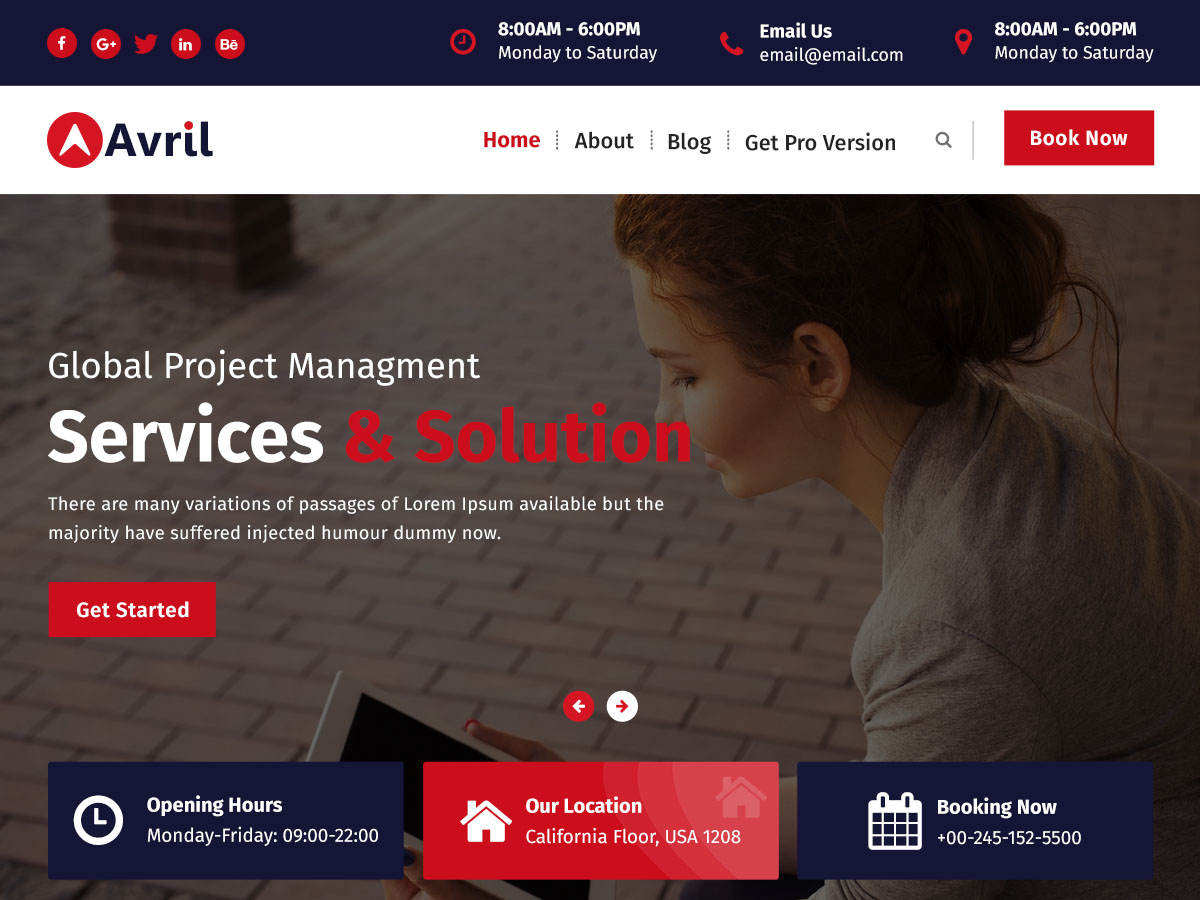 8:00AM - 6:00PM
Monday to Saturday
Email Us
email@email.com
8:00AM - 6:00PM
Monday to Saturday
f
G+
in
Bē
Avril
Home
About
Blog
Get Pro Version
Book Now
Global Project Managment
Services & Solution
There are many variations of passages of Lorem Ipsum available but the
majority have suffered injected humour dummy now.
Get Started
Opening Hours
Monday-Friday: 09:00-22:00
Our Location
California Floor, USA 1208
Booking Now
+00-245-152-5500